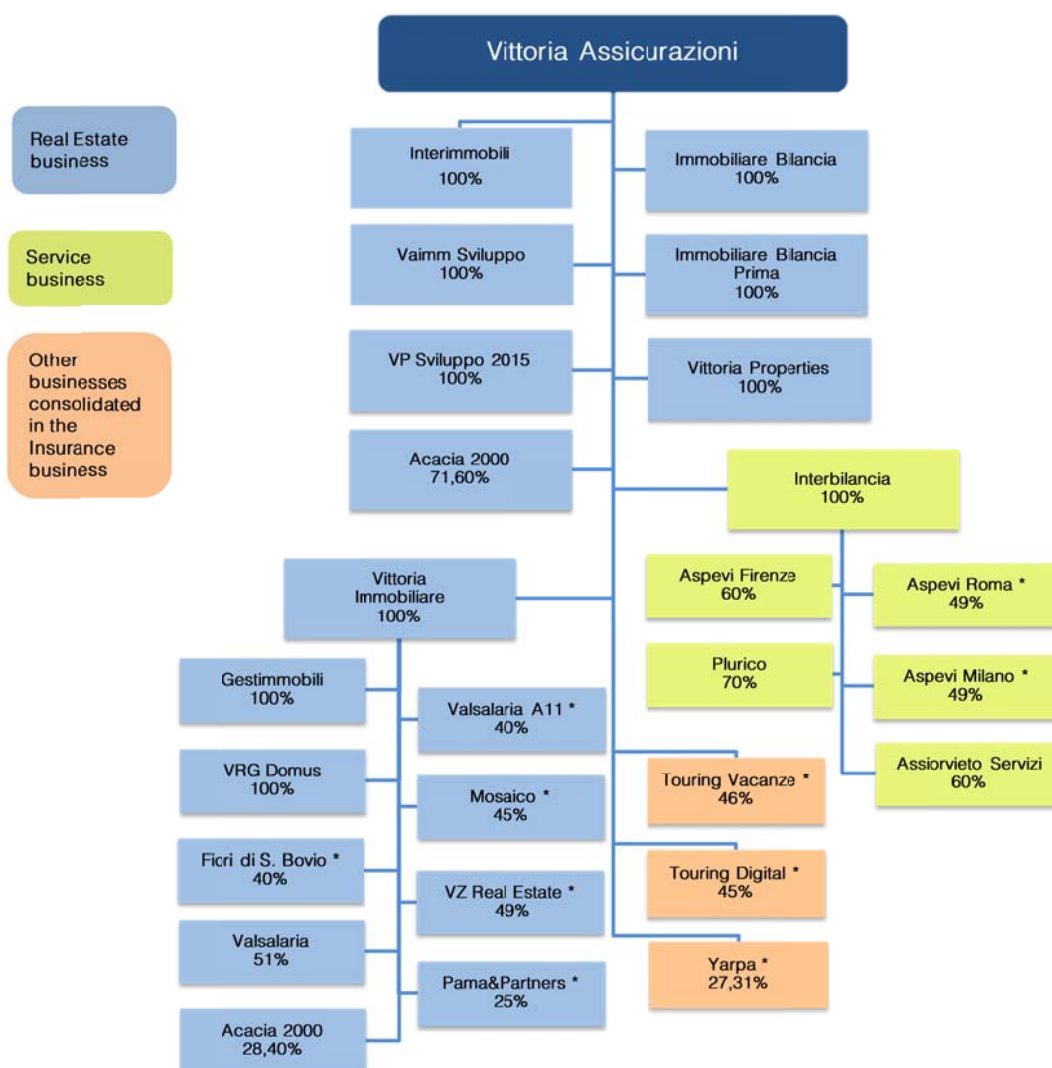 Vittoria Assicurazioni
Real Estate
business
Service
business
Other
businesses
consolidated
in the
Insurance
business
Interimmobili
100%
Immobiliare Bilancia
100%
Vaimm Sviluppo
100%
Immobiliare Bilancia
Prima
100%
VP Sviluppo 2015
100%
Vittoria Properties
100%
Acacia 2000
71,60%
Interbilancia
100%
Vittoria
Immobiliare
100%
Aspevi Firenze
60%
Aspevi Roma *
49%
Plurico
70%
Aspevi Milano *
49%
Assiorvieto Servizi
60%
Gestimmobili
100%
Valsalaria A11 *
40%
VRG Domus
100%
Mosaico *
45%
Fiori di S. Bovio *
40%
VZ Real Estate *
49%
Valsalaria
51%
Pama&Partners *
25%
Acacia 2000
28,40%
Touring Vacanze *
46%
Touring Digital *
45%
Yarpa *
27,31%